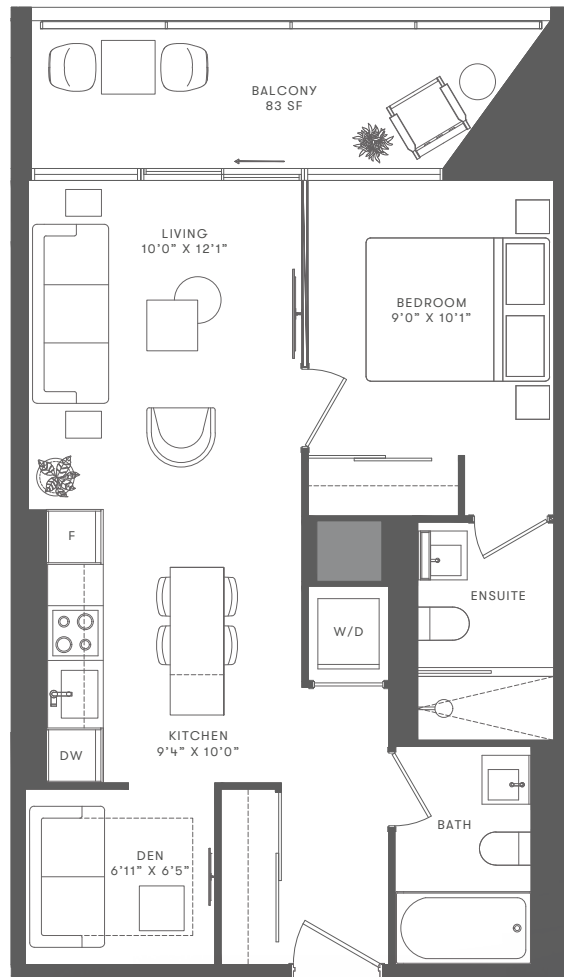 BALCONY
83 SF
LIVING
10'0" X 12'1"
BEDROOM
9'0" X 10'1"
F
ENSUITE
W/D
KITCHEN
9'4" X 10'0"
DW
BATH
DEN
6'11" X 6'5"